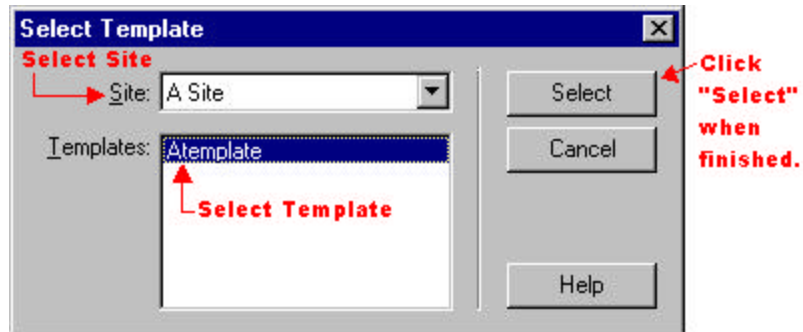 Select Template
Select Site
Site: A Site
Select
Click
"Select"
when
finished.
Templates: Atemplate
Cancel
Select Template
Help